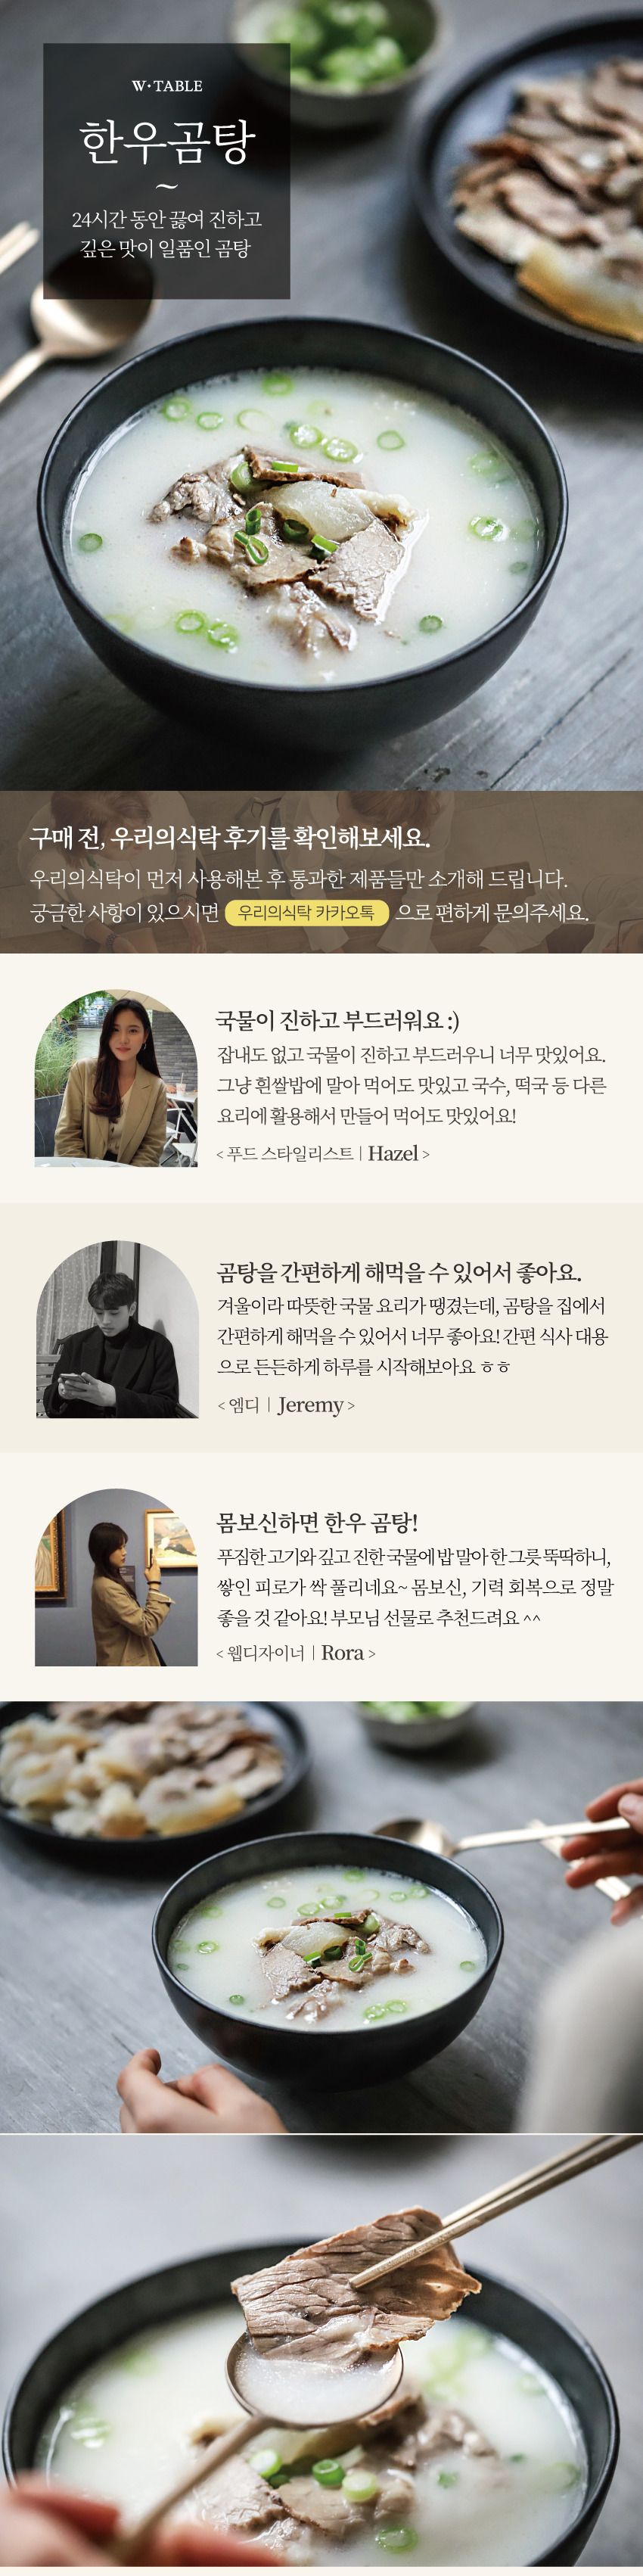 W·TABLE
한우곰탕
~
24시간 동안 끓여 진하고
깊은 맛이 일품인 곰탕
구매 전, 우리의식탁 후기를 확인해보세요.
우리의식탁이 먼저 사용해본 후 통과한 제품들만 소개해 드립니다.
궁금한 사항이 있으시면 우리의식탁 카카오톡 으로 편하게 문의주세요.
국물이 진하고 부드러워요 :)
잡내도 없고 국물이 진하고 부드러우니 너무 맛있어요.
그냥 흰쌀밥에 말아 먹어도 맛있고 국수, 떡국 등 다른
요리에 활용해서 만들어 먹어도 맛있어요!
< 푸드 스타일리스트 | Hazel >
곰탕을 간편하게 해먹을 수 있어서 좋아요.
겨울이라 따뜻한 국물 요리가 땡겼는데, 곰탕을 집에서
간편하게 해먹을 수 있어서 너무 좋아요! 간편 식사 대용
으로 든든하게 하루를 시작해보아요 ㅎㅎ
< 엠디 | Jeremy >
몸보신하면 한우 곰탕!
푸짐한 고기와 깊고 진한 국물에 밥 말아 한 그릇 뚝딱하니,
쌓인 피로가 싹 풀리네요~ 몸보신, 기력 회복으로 정말
좋을 것 같아요! 부모님 선물로 추천드려요 ^^
< 웹디자이너 | Rora >